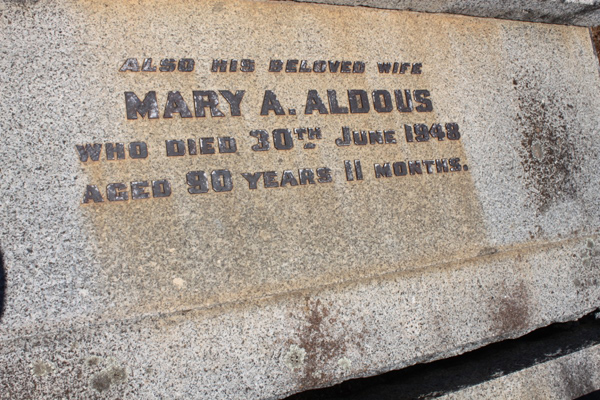 ALSO HIS BELOVED WIFE
MARY A. ALDOUS
WHO DIED 30TH JUNE 1948
AGED 90 YEARS 11 MONTHS.